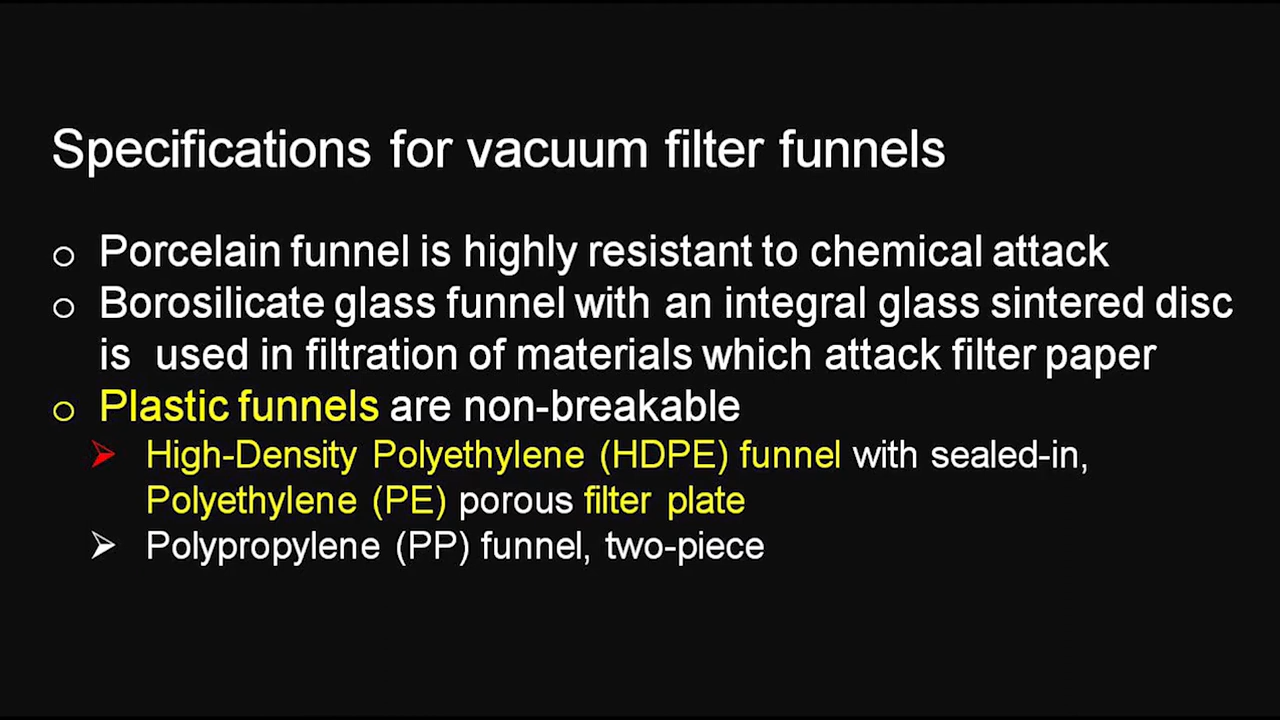 Specifications for vacuum filter funnels
o Porcelain funnel is highly resistant to chemical attack
o Borosilicate glass funnel with an integral glass sintered disc
is used in filtration of materials which attack filter paper
o Plastic funnels are non-breakable
➢ High-Density Polyethylene (HDPE) funnel with sealed-in,
Polyethylene (PE) porous filter plate
➢ Polypropylene (PP) funnel, two-piece